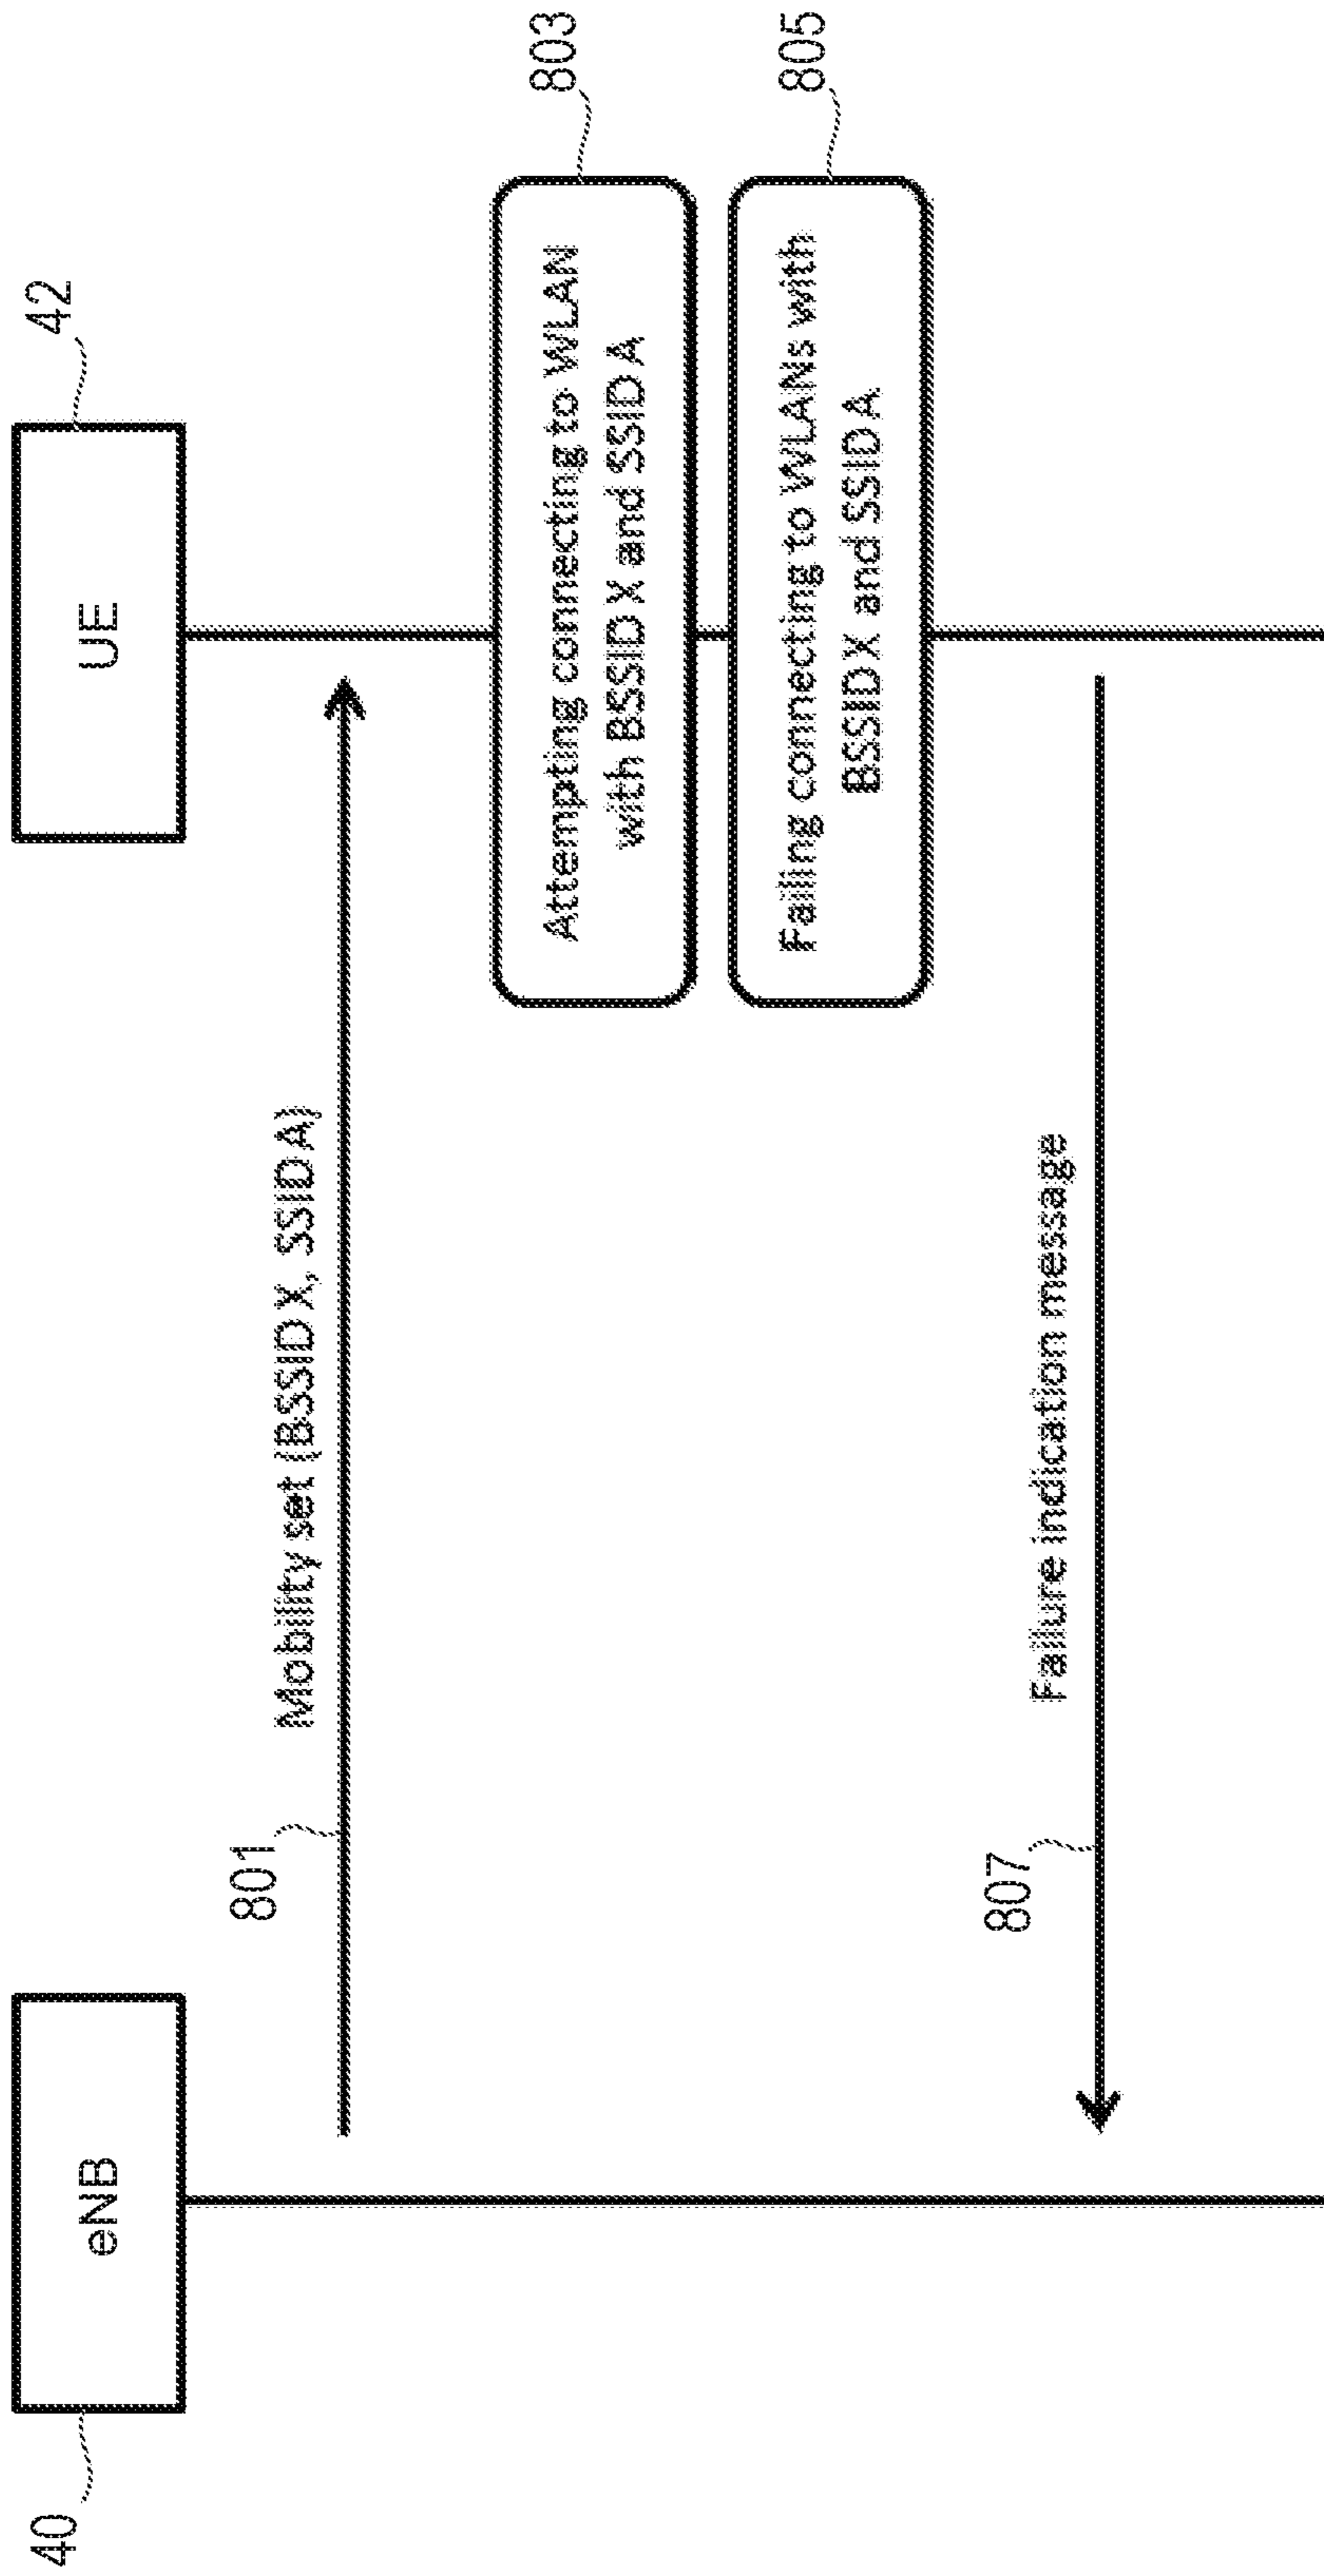 40
eNB
UE
42
801
Mobility set (BSSID X, SSID A)
Attempting connecting to WLAN
with BSSID X and SSID A
803
Failing connecting to WLANs with
BSSID X and SSID A
805
807
Failure indication message